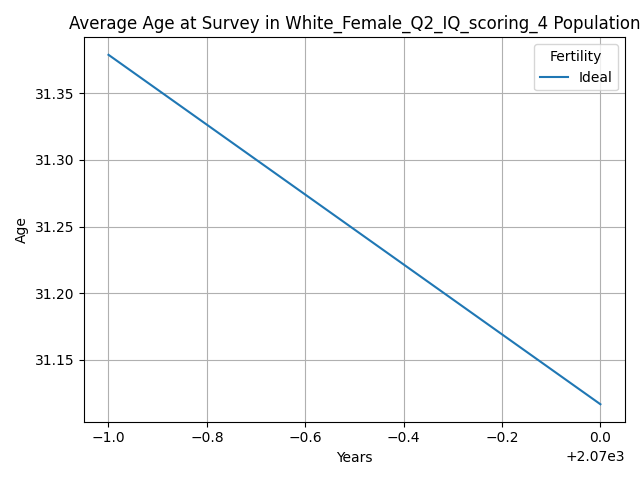 Average Age at Survey in White_Female_Q2_IQ_scoring_4 Population
Fertility
Ideal
31.35
31.30
31.25
31.20
31.15
Age
−1.0 −0.8 −0.6 −0.4 −0.2 0.0
+2.07e3
Years